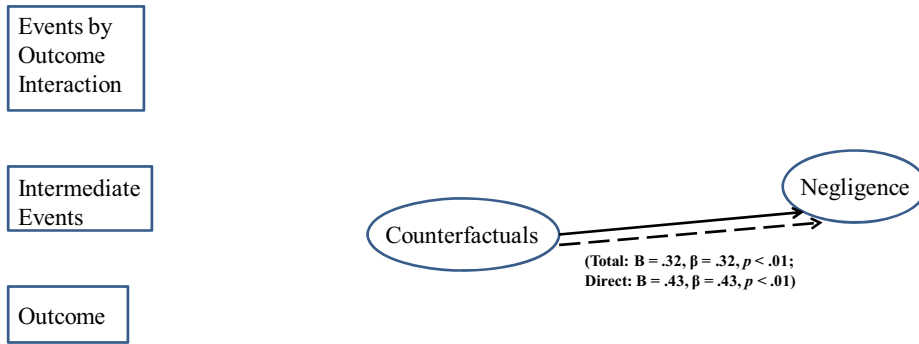 Events by
Outcome
Interaction
Intermediate
Events
Outcome
Counterfactuals
Negligence
(Total: B = .32, β = .32, p < .01;
Direct: B = .43, β = .43, p < .01)